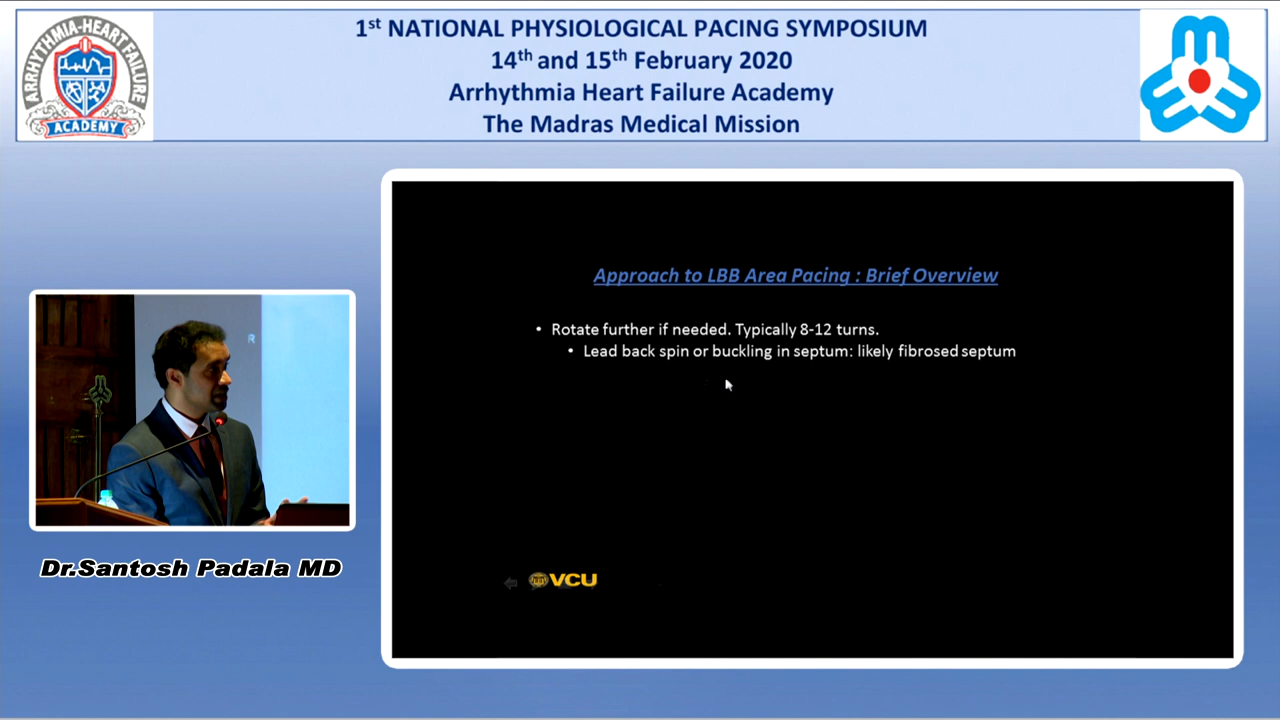 1st NATIONAL PHYSIOLOGICAL PACING SYMPOSIUM
14th and 15th February 2020
Arrhythmia Heart Failure Academy
The Madras Medical Mission
ARRHYTHMIA-HEART FAILURE
ACADEMY
Approach to LBB Area Pacing : Brief Overview
• Rotate further if needed. Typically 8-12 turns.
• Lead back spin or buckling in septum: likely fibrosed septum
R
VCU
Dr.Santosh Padala MD